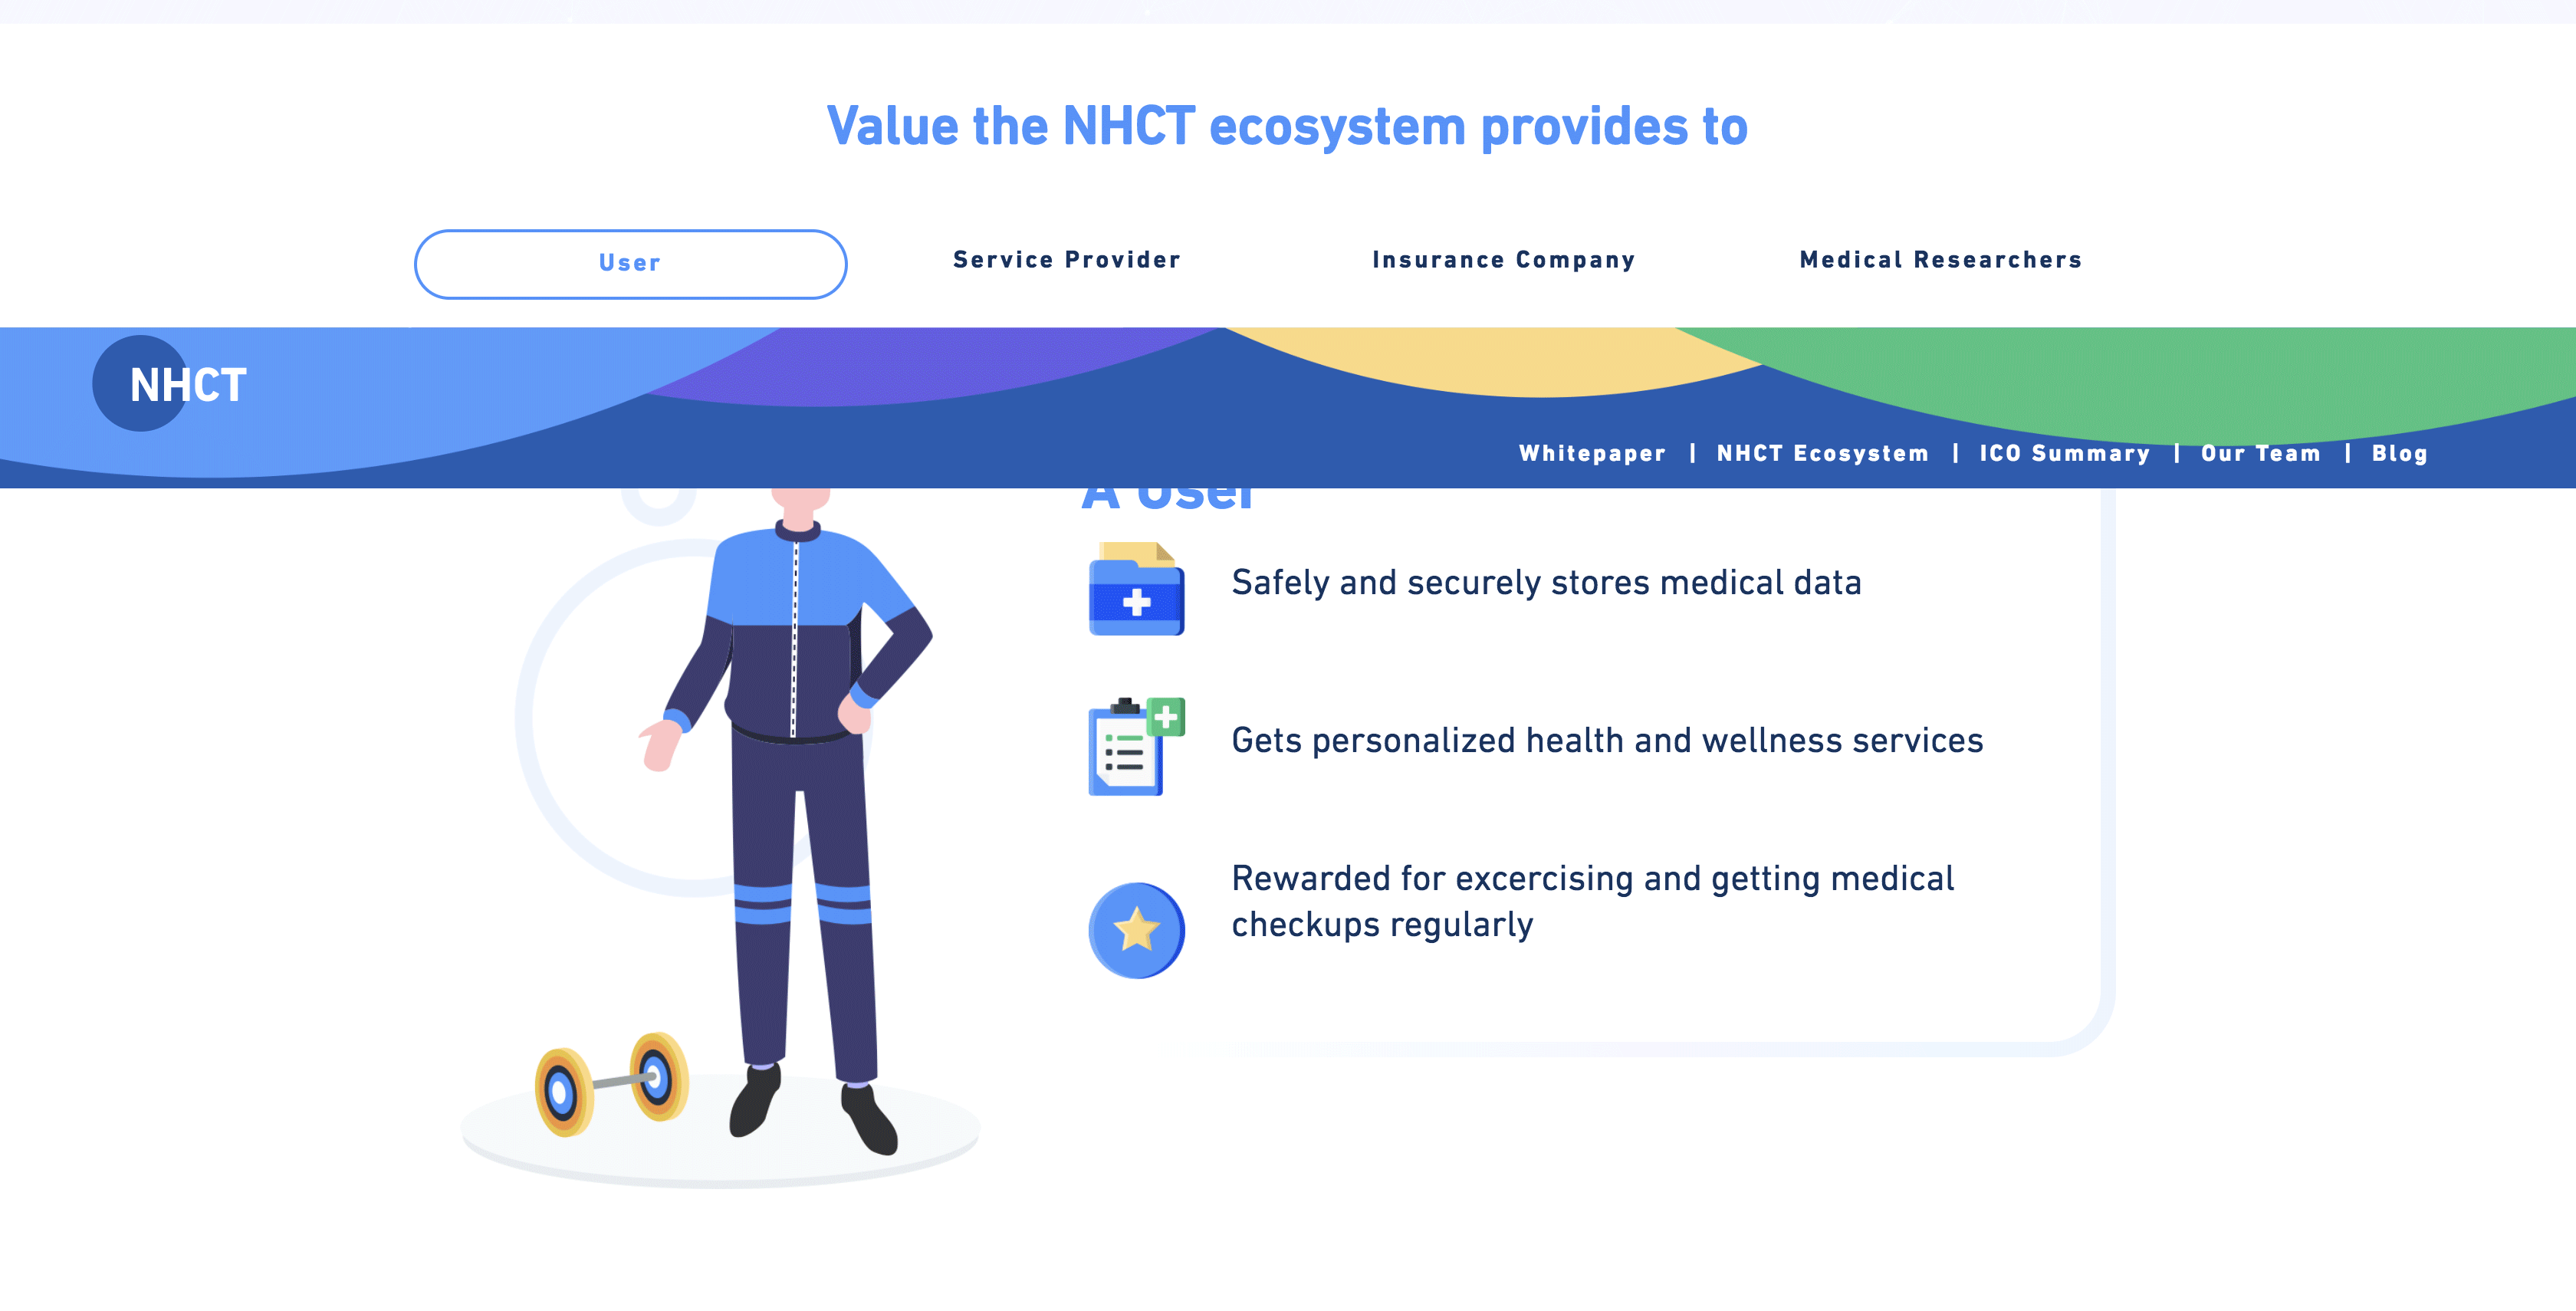 Value the NHCT ecosystem provides to
User
Service Provider
Insurance Company
Medical Researchers
NHCT
Whitepaper | NHCT Ecosystem | ICO Summary | Our Team | Blog
A User
Safely and securely stores medical data
Gets personalized health and wellness services
Rewarded for excercising and getting medical
checkups regularly